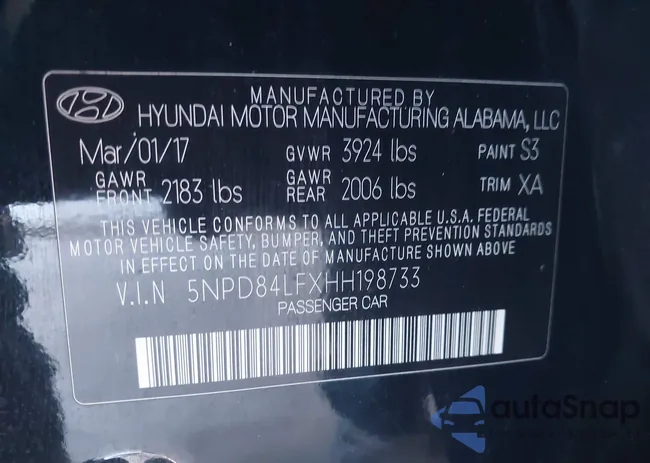 MANUFACTURED BY
HYUNDAI MOTOR MANUFACTURING ALABAMA, LLC
Mar/01/17 GVWR 3924 lbs PAINT S3
GAWR FRONT 2183 lbs GAWR REAR 2006 lbs TRIM XA
THIS VEHICLE CONFORMS TO ALL APPLICABLE U.S.A. FEDERAL
MOTOR VEHICLE SAFETY, BUMPER, AND THEFT PREVENTION STANDARDS
IN EFFECT ON THE DATE OF MANUFACTURE SHOWN ABOVE
V.I.N 5NPD84LFXHH198733
PASSENGER CAR
autoSnap